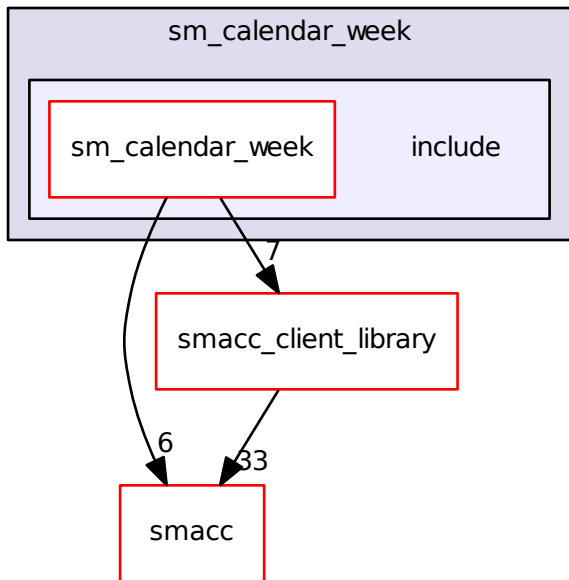 sm_calendar_week
sm_calendar_week
include
7
smacc_client_library
6
33
smacc